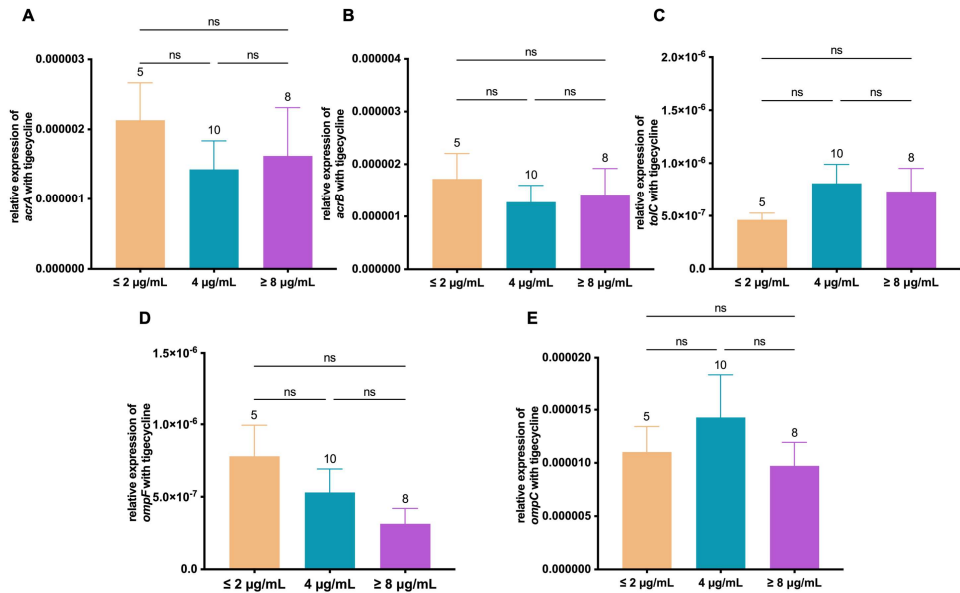 A
ns
ns
ns
0.000003
0.000002
0.000001
0.000000
relative expression of
acrA with tigecycline
5
10
8
≤ 2 μg/mL
4 μg/mL
≥ 8 μg/mL
B
ns
ns
ns
0.000004
0.000003
0.000002
0.000001
0.000000
relative expression of
acrB with tigecycline
5
10
8
≤ 2 μg/mL
4 μg/mL
≥ 8 μg/mL
C
ns
ns
ns
2.0×10⁻⁶
1.5×10⁻⁶
1.0×10⁻⁶
5.0×10⁻⁷
0.0
relative expression of
tolC with tigecycline
5
10
8
≤ 2 μg/mL
4 μg/mL
≥ 8 μg/mL
D
ns
ns
ns
1.5×10⁻⁶
1.0×10⁻⁶
5.0×10⁻⁷
0.0
relative expression of
ompF with tigecycline
5
10
8
≤ 2 μg/mL
4 μg/mL
≥ 8 μg/mL
E
ns
ns
ns
0.000020
0.000015
0.000010
0.000005
0.000000
relative expression of
ompC with tigecycline
5
10
8
≤ 2 μg/mL
4 μg/mL
≥ 8 μg/mL